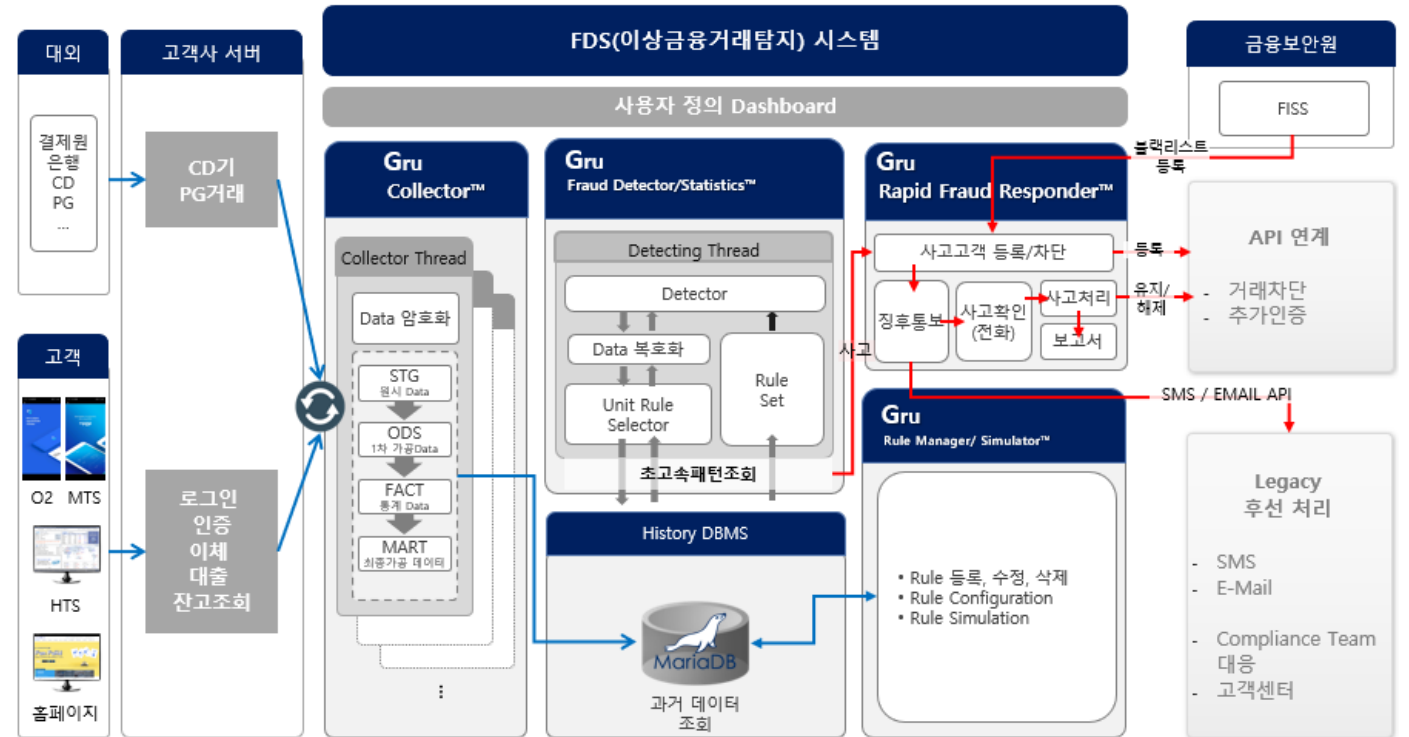 FDS(이상금융거래탐지) 시스템
사용자 정의 Dashboard
대외
결제원
은행
CD
PG
...
고객
O2 MTS
HTS
홈페이지
고객사 서버
CD기
PG거래
로그인
인증
이체
대출
잔고조회
Gru
Collector™
Collector Thread
Data 암호화
STG
원시 Data
ODS
1차 가공Data
FACT
통계 Data
MART
최종가공 데이터
Gru
Fraud Detector/Statistics™
Detecting Thread
Detector
Data 복호화
Unit Rule
Selector
Rule
Set
초고속패턴조회
History DBMS
MariaDB
과거 데이터
조회
사고
Gru
Rapid Fraud Responder™
사고고객 등록/차단
징후통보
사고확인
(전화)
사고처리
보고서
Gru
Rule Manager/ Simulator™
• Rule 등록, 수정, 삭제
• Rule Configuration
• Rule Simulation
금융보안원
FISS
블랙리스트
등록
등록
유지/
해제
API 연계
- 거래차단
- 추가인증
SMS / EMAIL API
Legacy
후선 처리
- SMS
- E-Mail
- Compliance Team
대응
- 고객센터